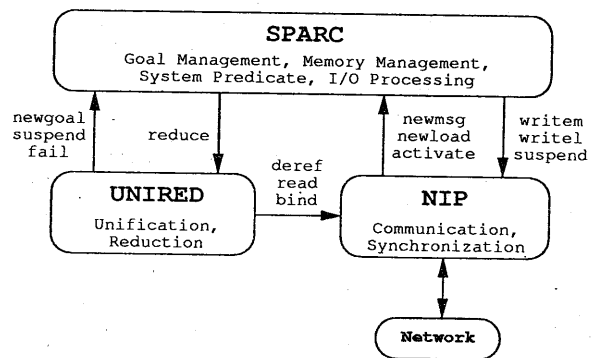 SPARC
Goal Management, Memory Management,
System Predicate, I/O Processing
newgoal
suspend
fail
reduce
newmsg
newload
activate
writem
writel
suspend
deref
read
bind
UNIRED
Unification,
Reduction
NIP
Communication,
Synchronization
Network